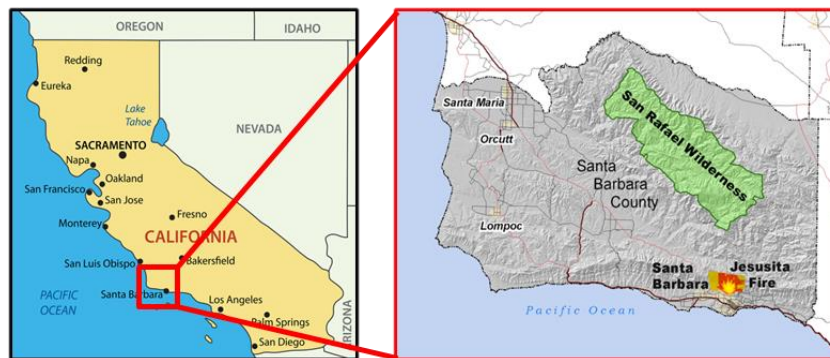 OREGON
IDAHO
Redding
Eureka
Lake
Tahoe
NEVADA
SACRAMENTO
Napa
Oakland
San Francisco
San Jose
Monterey
Fresno
CALIFORNIA
San Luis Obispo
Bakersfield
PACIFIC
OCEAN
Santa Barbara
Los Angeles
Palm Springs
San Diego
ARIZONA
Santa Maria
Orcutt
San Rafael Wilderness
Santa
Barbara
County
Lompoc
Santa
Barbara
Jesusita
Fire
Pacific Ocean